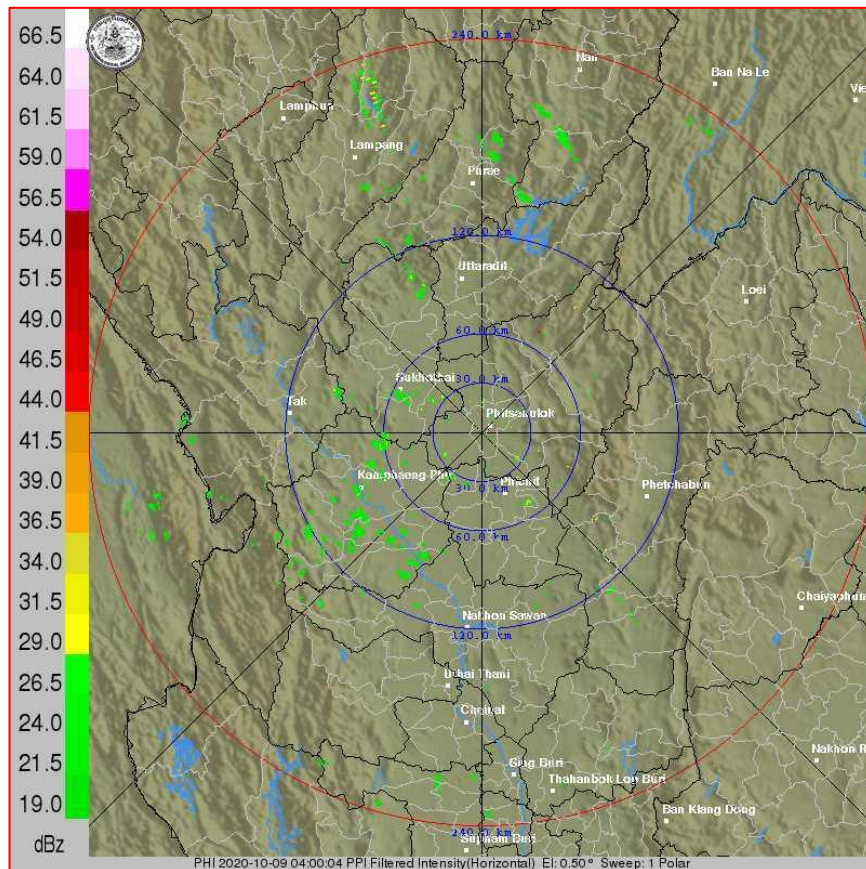 66.5
64.0
61.5
59.0
56.5
54.0
51.5
49.0
46.5
44.0
41.5
39.0
36.5
34.0
31.5
29.0
26.5
24.0
21.5
19.0
dBz
240.0 km
Nan
Ban Na Le
Lamphun
Lampang
Phrae
120.0 km
Uttaradit
Loei
60.0 km
30.0 km
Sukhothai
Tak
Phitsanulok
Kamphaeng Phet
30.0 km
Phichit
Phetchabun
60.0 km
Chaiyaphum
Nakhon Sawan
120.0 km
Uthai Thani
Chainat
Nakhon R
Sing Buri
Thahanbok Lop Buri
Ban Klang Dong
240.0 km
Suphan Buri
PHI 2020-10-09 04:00:04 PPI Filtered Intensity(Horizontal) El: 0.50° Sweep: 1 Polar